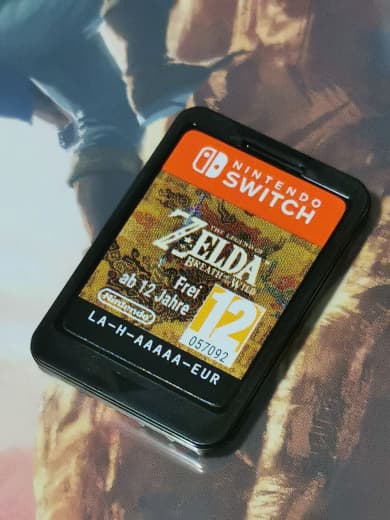 NINTENDO
SWITCH
THE LEGEND OF
ZELDA
BREATH OF THE WILD
Frei
ab 12 Jahre
12
Nintendo
057092
LA-H-AAAAA-EUR